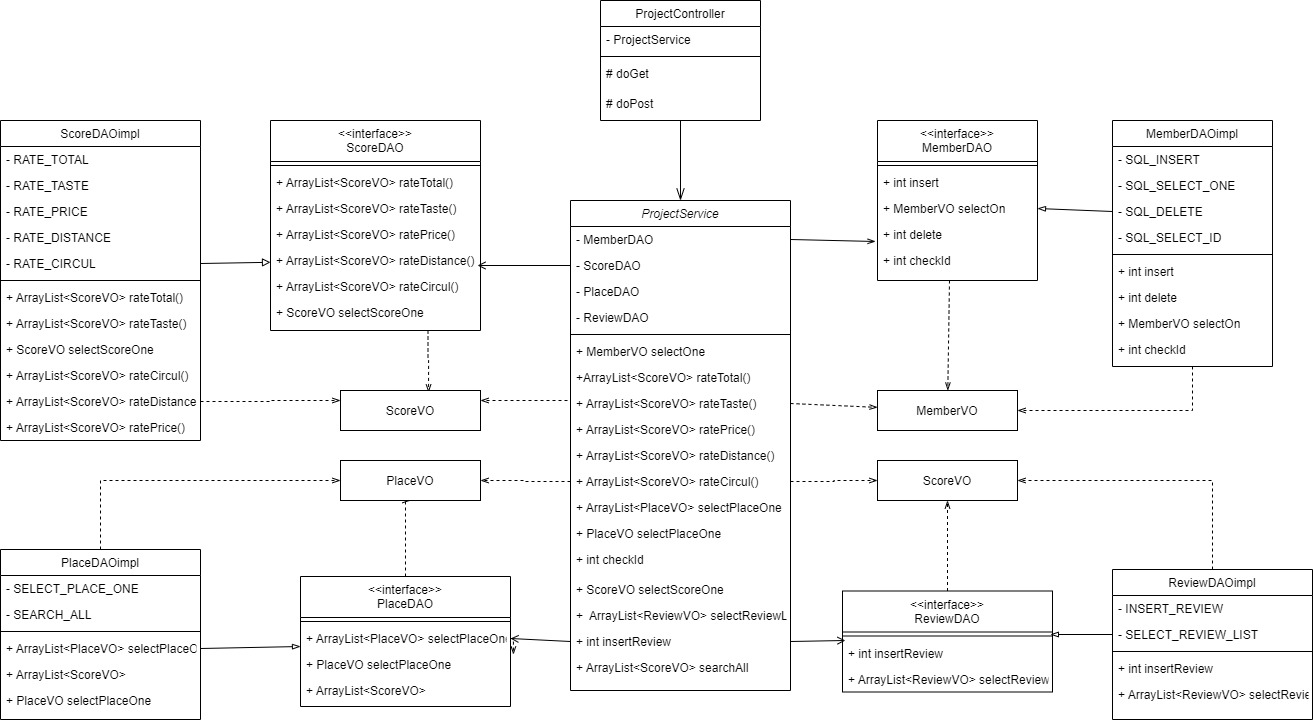 ProjectController
- ProjectService
# doGet
# doPost
ScoreDAOimpl
- RATE_TOTAL
- RATE_TASTE
- RATE_PRICE
- RATE_DISTANCE
- RATE_CIRCUL
+ ArrayList<ScoreVO> rateTotal()
+ ArrayList<ScoreVO> rateTaste()
+ ScoreVO selectScoreOne
+ ArrayList<ScoreVO> rateCircul()
+ ArrayList<ScoreVO> rateDistance
+ ArrayList<ScoreVO> ratePrice()
<<interface>>
ScoreDAO
+ ArrayList<ScoreVO> rateTotal()
+ ArrayList<ScoreVO> rateTaste()
+ ArrayList<ScoreVO> ratePrice()
+ ArrayList<ScoreVO> rateDistance()
+ ArrayList<ScoreVO> rateCircul()
+ ScoreVO selectScoreOne
ProjectService
- MemberDAO
- ScoreDAO
- PlaceDAO
- ReviewDAO
+ MemberVO selectOne
+ArrayList<ScoreVO> rateTotal()
+ ArrayList<ScoreVO> rateTaste()
+ ArrayList<ScoreVO> ratePrice()
+ ArrayList<ScoreVO> rateDistance()
+ ArrayList<ScoreVO> rateCircul()
+ ArrayList<PlaceVO> selectPlaceOne
+ PlaceVO selectPlaceOne
+ int checkId
+ ScoreVO selectScoreOne
+ ArrayList<ReviewVO> selectReviewL
+ int insertReview
+ ArrayList<ScoreVO> searchAll
<<interface>>
MemberDAO
+ int insert
+ MemberVO selectOn
+ int delete
+ int checkId
MemberDAOimpl
- SQL_INSERT
- SQL_SELECT_ONE
- SQL_DELETE
- SQL_SELECT_ID
+ int insert
+ int delete
+ MemberVO selectOn
+ int checkId
ScoreVO
MemberVO
PlaceVO
ScoreVO
PlaceDAOimpl
- SELECT_PLACE_ONE
- SEARCH_ALL
+ ArrayList<PlaceVO> selectPlaceO
+ ArrayList<ScoreVO>
+ PlaceVO selectPlaceOne
<<interface>>
PlaceDAO
+ ArrayList<PlaceVO> selectPlaceOn
+ PlaceVO selectPlaceOne
+ ArrayList<ScoreVO>
<<interface>>
ReviewDAO
+ int insertReview
+ ArrayList<ReviewVO> selectReview
ReviewDAOimpl
- INSERT_REVIEW
- SELECT_REVIEW_LIST
+ int insertReview
+ ArrayList<ReviewVO> selectRevie